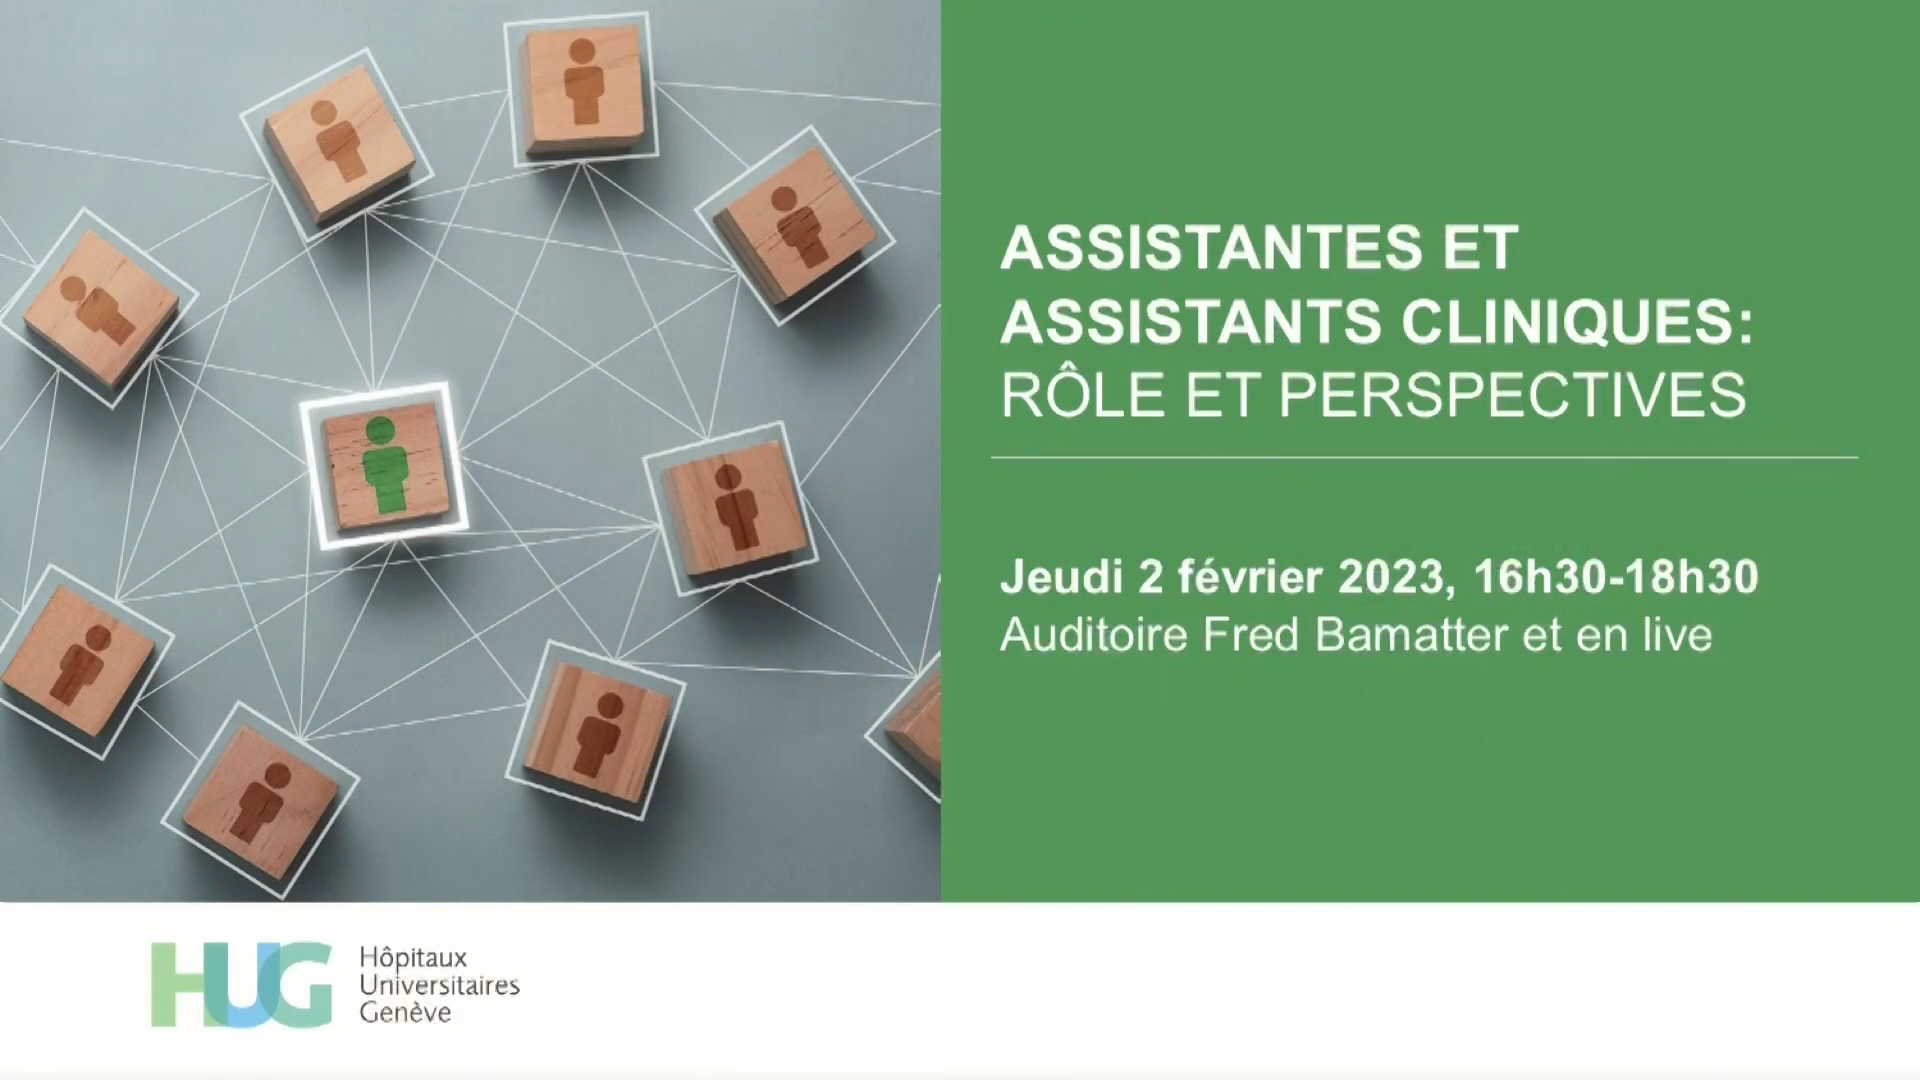 ASSISTANTES ET
ASSISTANTS CLINIQUES:
RÔLE ET PERSPECTIVES
Jeudi 2 février 2023, 16h30-18h30
Auditoire Fred Bamatter et en live
HUG
Hôpitaux
Universitaires
Genève